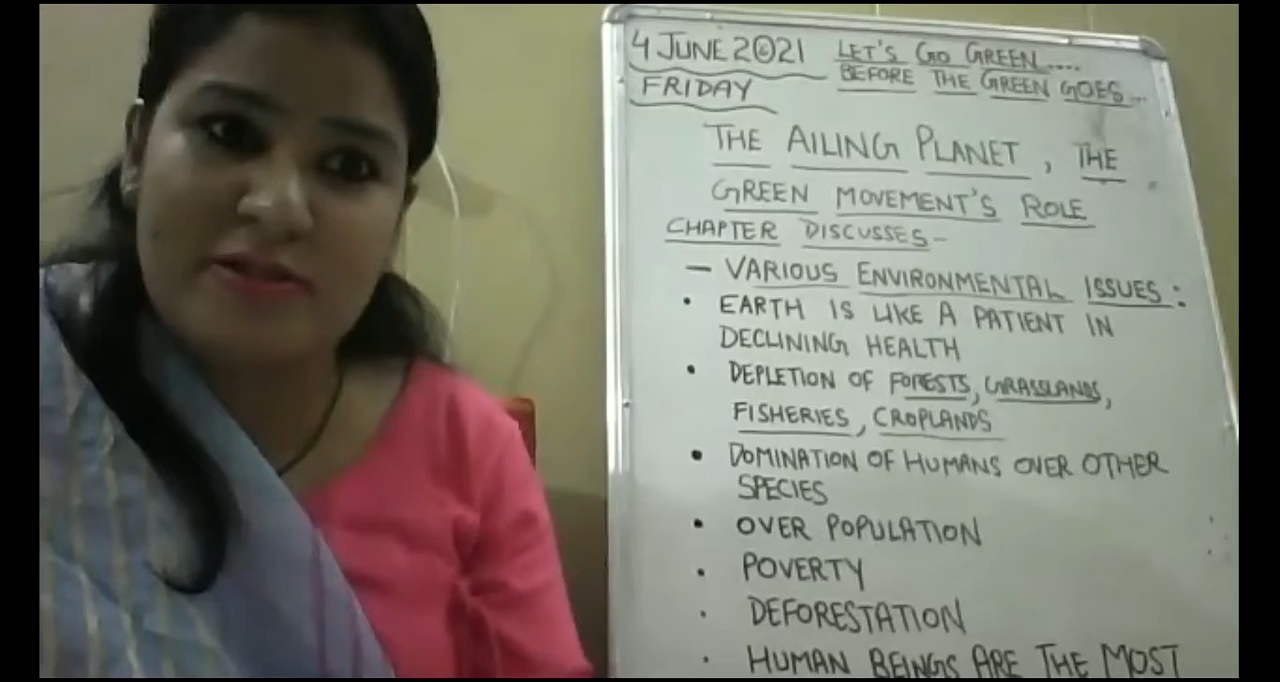 4 JUNE 2021
FRIDAY
LET'S GO GREEN....
BEFORE THE GREEN GOES...
THE AILING PLANET, THE
GREEN MOVEMENT'S ROLE
CHAPTER DISCUSSES-
- VARIOUS ENVIRONMENTAL ISSUES:
• EARTH IS LIKE A PATIENT IN
DECLINING HEALTH
• DEPLETION OF FORESTS, GRASSLANDS,
FISHERIES, CROPLANDS
• DOMINATION OF HUMANS OVER OTHER
SPECIES
• OVER POPULATION
• POVERTY
• DEFORESTATION
• HUMAN BEINGS ARE THE MOST